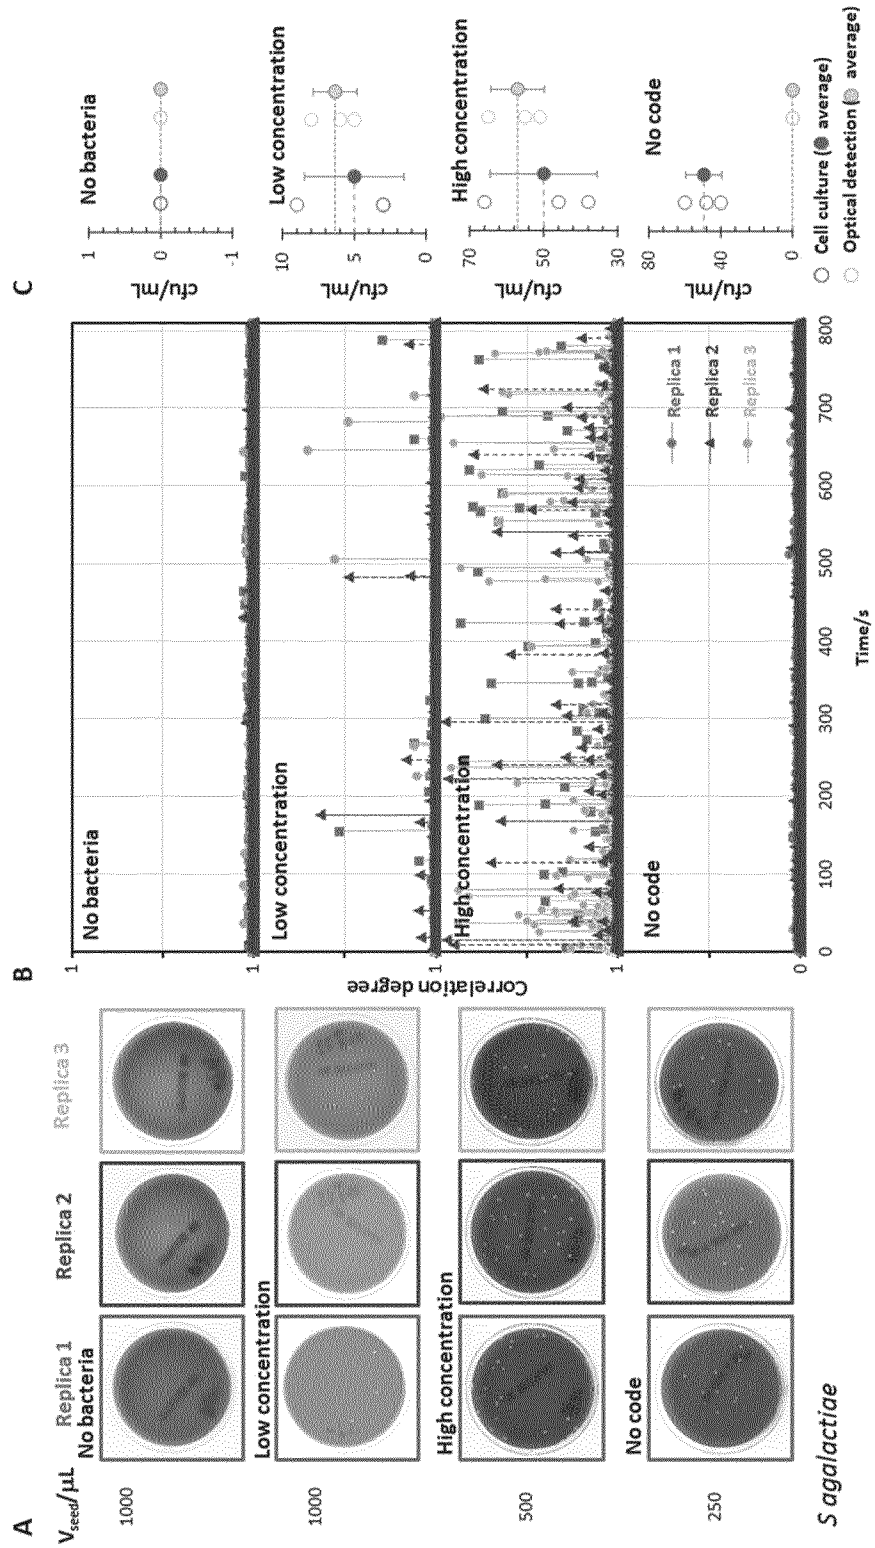 A
V_seed/μL
Replica 1
Replica 2
Replica 3
No bacteria
1000
Low concentration
1000
High concentration
500
No code
250
S agalactiae
B
Correlation degree
1
No bacteria
1
Low concentration
1
High concentration
1
No code
0
Replica 1
Replica 2
Replica 3
0 100 200 300 400 500 600 700 800
Time/s
C
No bacteria
cfu/mL
1
0
-1
Low concentration
cfu/mL
10
5
0
High concentration
cfu/mL
70
50
30
No code
cfu/mL
80
40
0
Cell culture ( average)
Optical detection ( average)